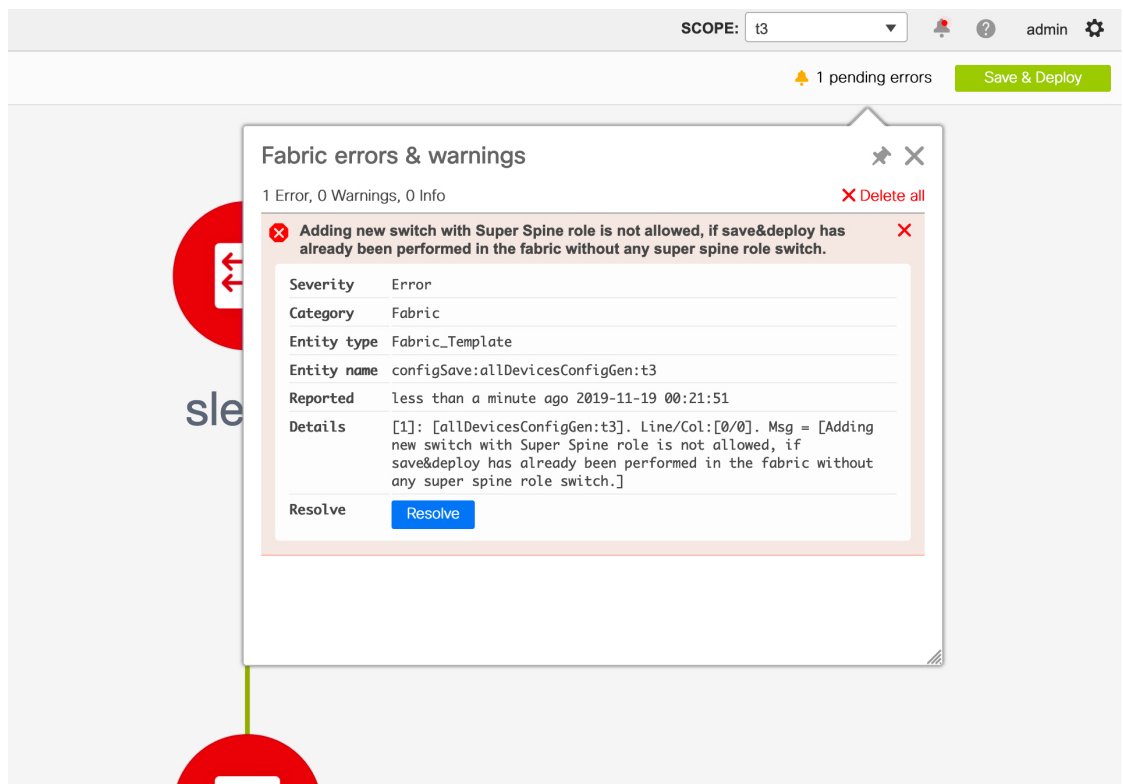 SCOPE: t3 admin
1 pending errors Save & Deploy
Fabric errors & warnings
1 Error, 0 Warnings, 0 Info Delete all
Adding new switch with Super Spine role is not allowed, if save&deploy has
already been performed in the fabric without any super spine role switch.
Severity Error
Category Fabric
Entity type Fabric_Template
Entity name configSave:allDevicesConfigGen:t3
Reported less than a minute ago 2019-11-19 00:21:51
Details [1]: [allDevicesConfigGen:t3]. Line/Col:[0/0]. Msg = [Adding
new switch with Super Spine role is not allowed, if
save&deploy has already been performed in the fabric without
any super spine role switch.]
Resolve Resolve
sle